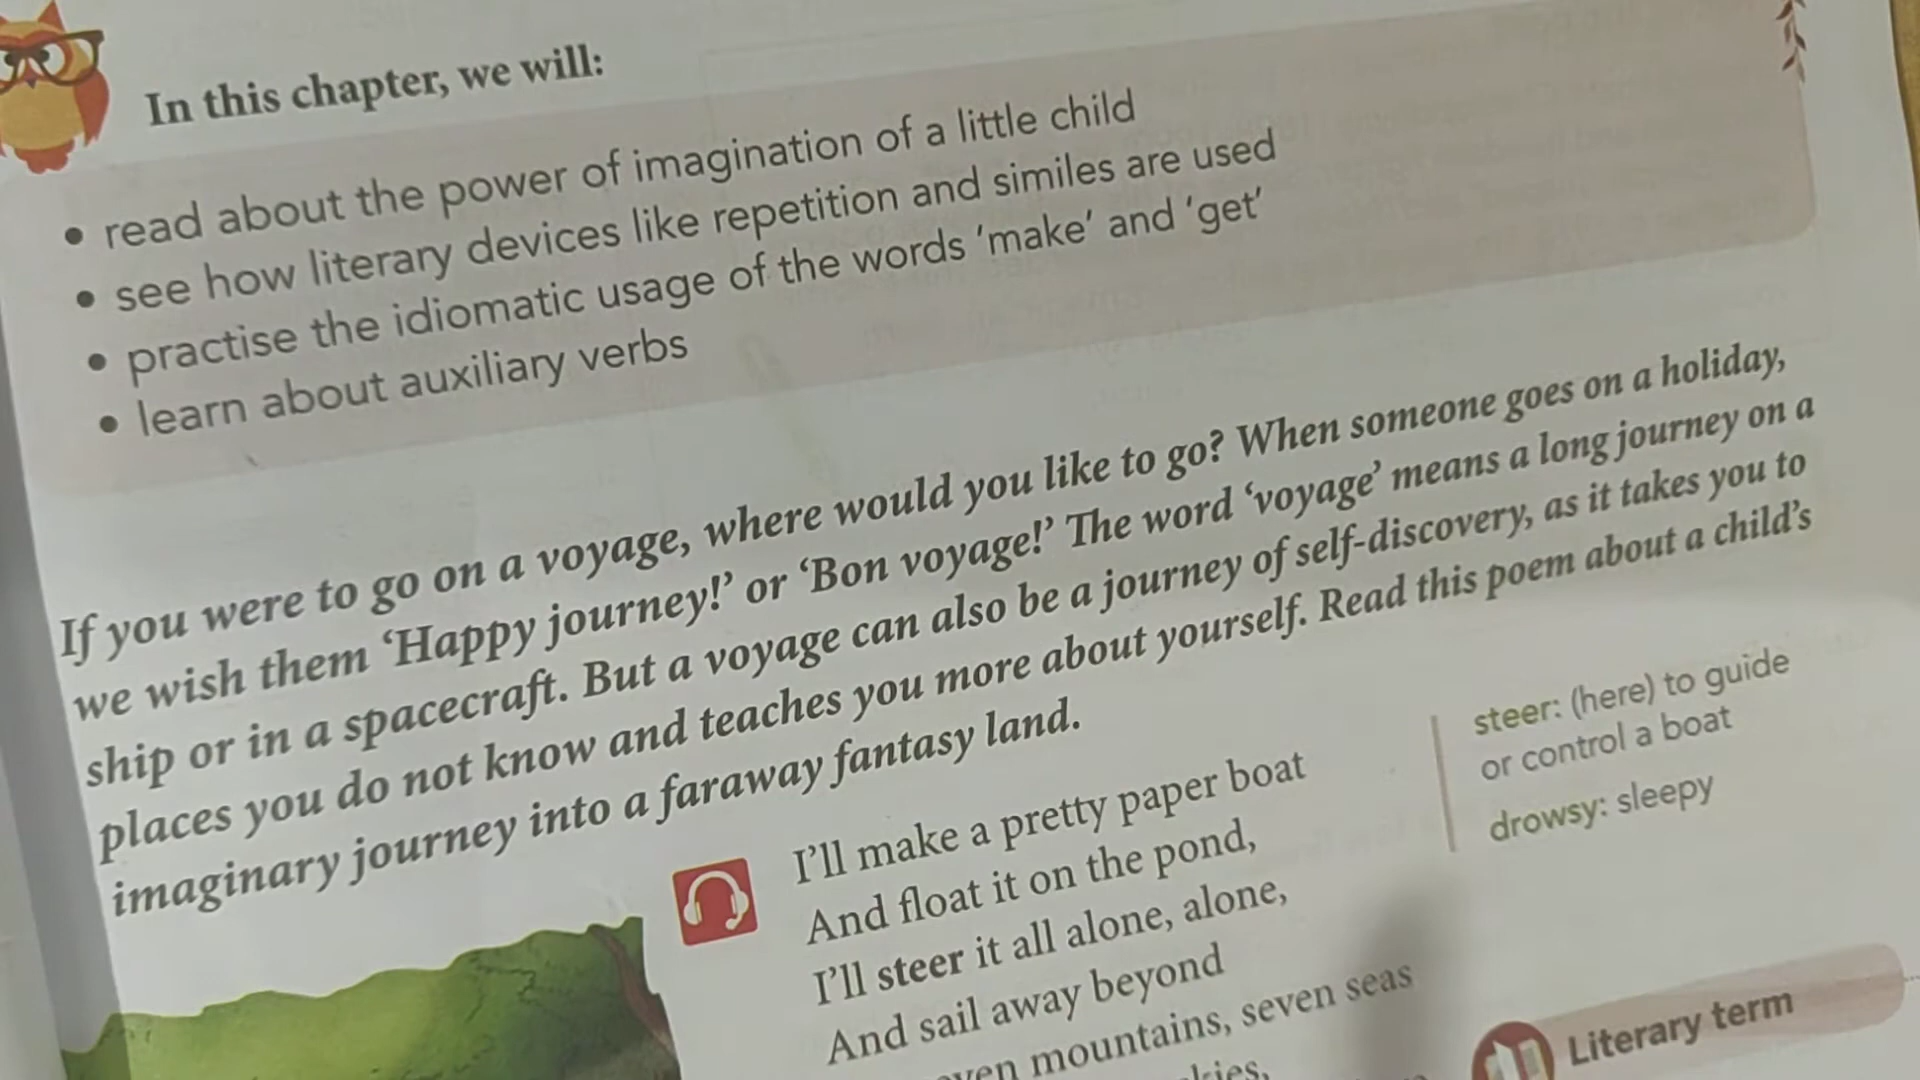 In this chapter, we will:
• read about the power of imagination of a little child
• see how literary devices like repetition and similes are used
• practise the idiomatic usage of the words 'make' and 'get'
• learn about auxiliary verbs
If you were to go on a voyage, where would you like to go? When someone goes on a holiday,
we wish them ‘Happy journey!’ or ‘Bon voyage!’ The word ‘voyage’ means a long journey on a
ship or in a spacecraft. But a voyage can also be a journey of self-discovery, as it takes you to
places you do not know and teaches you more about yourself. Read this poem about a child’s
imaginary journey into a faraway fantasy land.
I’ll make a pretty paper boat
And float it on the pond,
I’ll steer it all alone, alone,
And sail away beyond
mountains, seven seas
steer: (here) to guide
or control a boat
drowsy: sleepy
Literary term